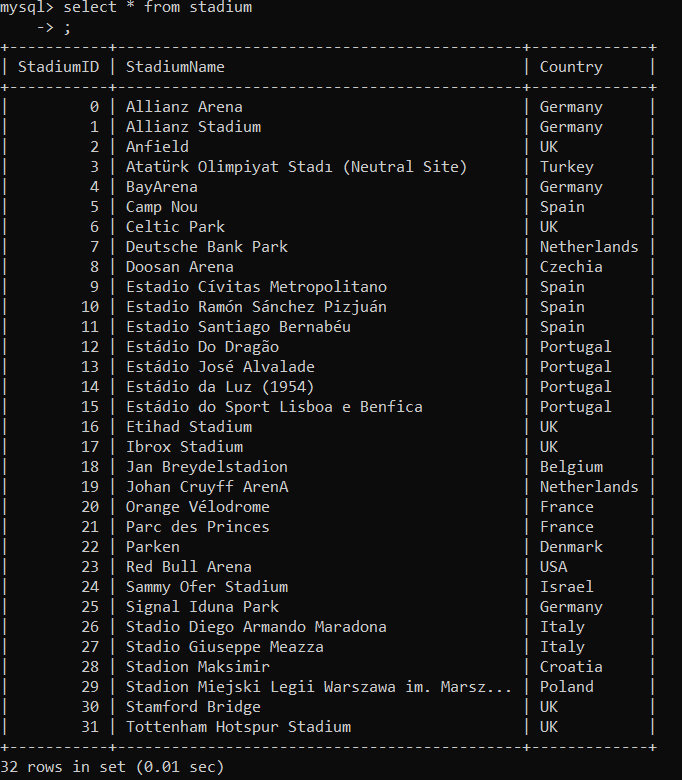 mysql> select * from stadium
    -> ;
+-----------+---------------------------------------------+-------------+
| StadiumID | StadiumName                                 | Country     |
+-----------+---------------------------------------------+-------------+
|         0 | Allianz Arena                               | Germany     |
|         1 | Allianz Stadium                             | Germany     |
|         2 | Anfield                                     | UK          |
|         3 | Atatürk Olimpiyat Stadı (Neutral Site)      | Turkey      |
|         4 | BayArena                                    | Germany     |
|         5 | Camp Nou                                    | Spain       |
|         6 | Celtic Park                                 | UK          |
|         7 | Deutsche Bank Park                          | Netherlands |
|         8 | Doosan Arena                                | Czechia     |
|         9 | Estadio Cívitas Metropolitano               | Spain       |
|        10 | Estadio Ramón Sánchez Pizjuán               | Spain       |
|        11 | Estadio Santiago Bernabéu                   | Spain       |
|        12 | Estádio Do Dragão                           | Portugal    |
|        13 | Estádio José Alvalade                       | Portugal    |
|        14 | Estádio da Luz (1954)                       | Portugal    |
|        15 | Estádio do Sport Lisboa e Benfica           | Portugal    |
|        16 | Etihad Stadium                              | UK          |
|        17 | Ibrox Stadium                               | UK          |
|        18 | Jan Breydelstadion                          | Belgium     |
|        19 | Johan Cruyff ArenA                          | Netherlands |
|        20 | Orange Vélodrome                            | France      |
|        21 | Parc des Princes                            | France      |
|        22 | Parken                                      | Denmark     |
|        23 | Red Bull Arena                              | USA         |
|        24 | Sammy Ofer Stadium                          | Israel      |
|        25 | Signal Iduna Park                           | Germany     |
|        26 | Stadio Diego Armando Maradona               | Italy       |
|        27 | Stadio Giuseppe Meazza                      | Italy       |
|        28 | Stadion Maksimir                            | Croatia     |
|        29 | Stadion Miejski Legii Warszawa im. Marsz... | Poland      |
|        30 | Stamford Bridge                             | UK          |
|        31 | Tottenham Hotspur Stadium                   | UK          |
+-----------+---------------------------------------------+-------------+
32 rows in set (0.01 sec)